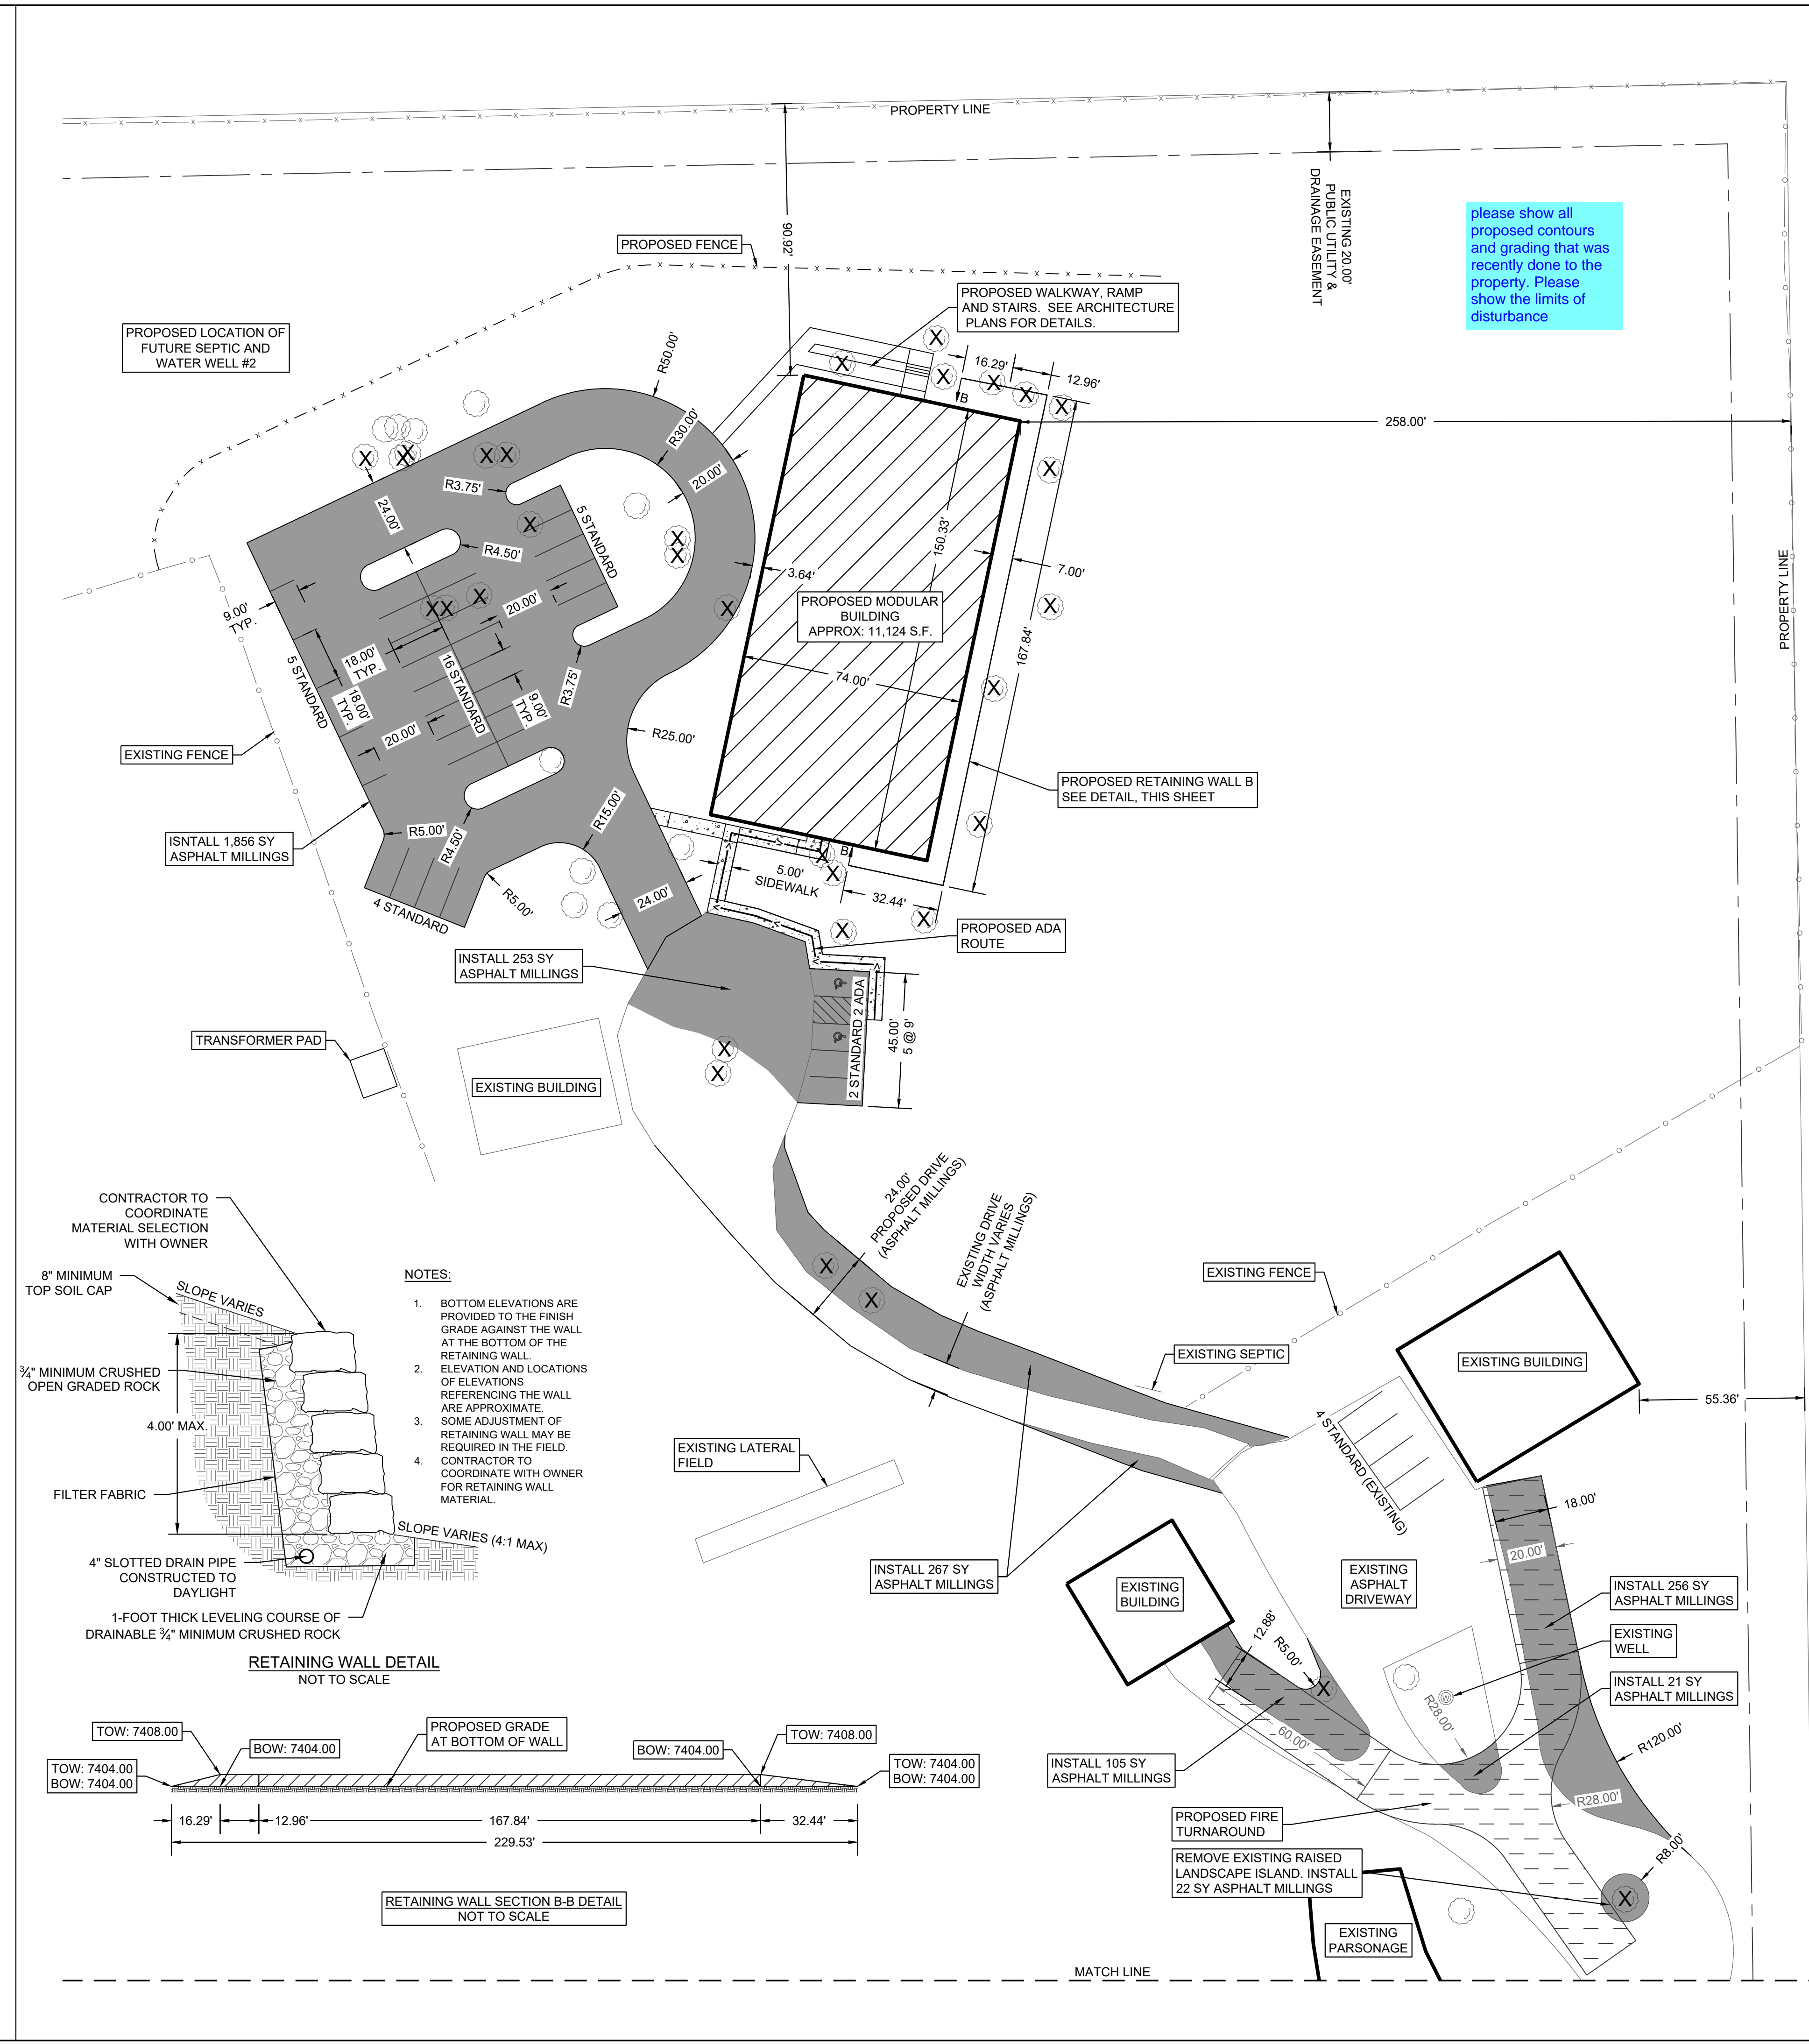 PROPERTY LINE
90.92'
EXISTING 20.00'
PUBLIC UTILITY &
DRAINAGE EASEMENT
please show all
proposed contours
and grading that was
recently done to the
property. Please
show the limits of
disturbance
PROPOSED FENCE
PROPOSED WALKWAY, RAMP
AND STAIRS. SEE ARCHITECTURE
PLANS FOR DETAILS.
PROPOSED LOCATION OF
FUTURE SEPTIC AND
WATER WELL #2
R50.00'
16.29'
12.96'
B
258.00'
R30.00'
20.00'
R3.75'
24.00'
5 STANDARD
R4.50'
150.33'
3.64'
7.00'
PROPERTY LINE
9.00'
TYP.
20.00'
PROPOSED MODULAR
BUILDING
APPROX: 11,124 S.F.
167.84'
18.00'
TYP.
16 STANDARD
5 STANDARD
18.00'
TYP.
9.00'
TYP.
R3.75'
74.00'
20.00'
R25.00'
EXISTING FENCE
PROPOSED RETAINING WALL B
SEE DETAIL, THIS SHEET
ISNTALL 1,856 SY
ASPHALT MILLINGS
R5.00'
R4.50'
R15.00'
B
5.00'
SIDEWALK
32.44'
24.00'
R5.00'
4 STANDARD
PROPOSED ADA
ROUTE
INSTALL 253 SY
ASPHALT MILLINGS
2 STANDARD 2 ADA
45.00'
5 @ 9'
TRANSFORMER PAD
EXISTING BUILDING
24.00'
PROPOSED DRIVE
(ASPHALT MILLINGS)
EXISTING DRIVE
WIDTH VARIES
(ASPHALT MILLINGS)
CONTRACTOR TO
COORDINATE
MATERIAL SELECTION
WITH OWNER
8" MINIMUM
TOP SOIL CAP
SLOPE VARIES
¾" MINIMUM CRUSHED
OPEN GRADED ROCK
4.00' MAX.
FILTER FABRIC
SLOPE VARIES (4:1 MAX)
4" SLOTTED DRAIN PIPE
CONSTRUCTED TO
DAYLIGHT
1-FOOT THICK LEVELING COURSE OF
DRAINABLE ¾" MINIMUM CRUSHED ROCK
RETAINING WALL DETAIL
NOT TO SCALE
NOTES:
1. BOTTOM ELEVATIONS ARE
PROVIDED TO THE FINISH
GRADE AGAINST THE WALL
AT THE BOTTOM OF THE
RETAINING WALL.
2. ELEVATION AND LOCATIONS
OF ELEVATIONS
REFERENCING THE WALL
ARE APPROXIMATE.
3. SOME ADJUSTMENT OF
RETAINING WALL MAY BE
REQUIRED IN THE FIELD.
4. CONTRACTOR TO
COORDINATE WITH OWNER
FOR RETAINING WALL
MATERIAL.
EXISTING FENCE
EXISTING SEPTIC
EXISTING BUILDING
55.36'
4 STANDARD (EXISTING)
EXISTING LATERAL
FIELD
18.00'
20.00'
INSTALL 267 SY
ASPHALT MILLINGS
EXISTING
BUILDING
EXISTING
ASPHALT
DRIVEWAY
INSTALL 256 SY
ASPHALT MILLINGS
EXISTING
WELL
W
12.88'
R5.00'
INSTALL 21 SY
ASPHALT MILLINGS
R28.00'
60.00'
R120.00'
INSTALL 105 SY
ASPHALT MILLINGS
R28.00'
PROPOSED FIRE
TURNAROUND
R8.00'
REMOVE EXISTING RAISED
LANDSCAPE ISLAND. INSTALL
22 SY ASPHALT MILLINGS
EXISTING
PARSONAGE
TOW: 7408.00
BOW: 7404.00
PROPOSED GRADE
AT BOTTOM OF WALL
BOW: 7404.00
TOW: 7408.00
TOW: 7404.00
BOW: 7404.00
TOW: 7404.00
BOW: 7404.00
16.29'
12.96'
167.84'
32.44'
229.53'
RETAINING WALL SECTION B-B DETAIL
NOT TO SCALE
MATCH LINE